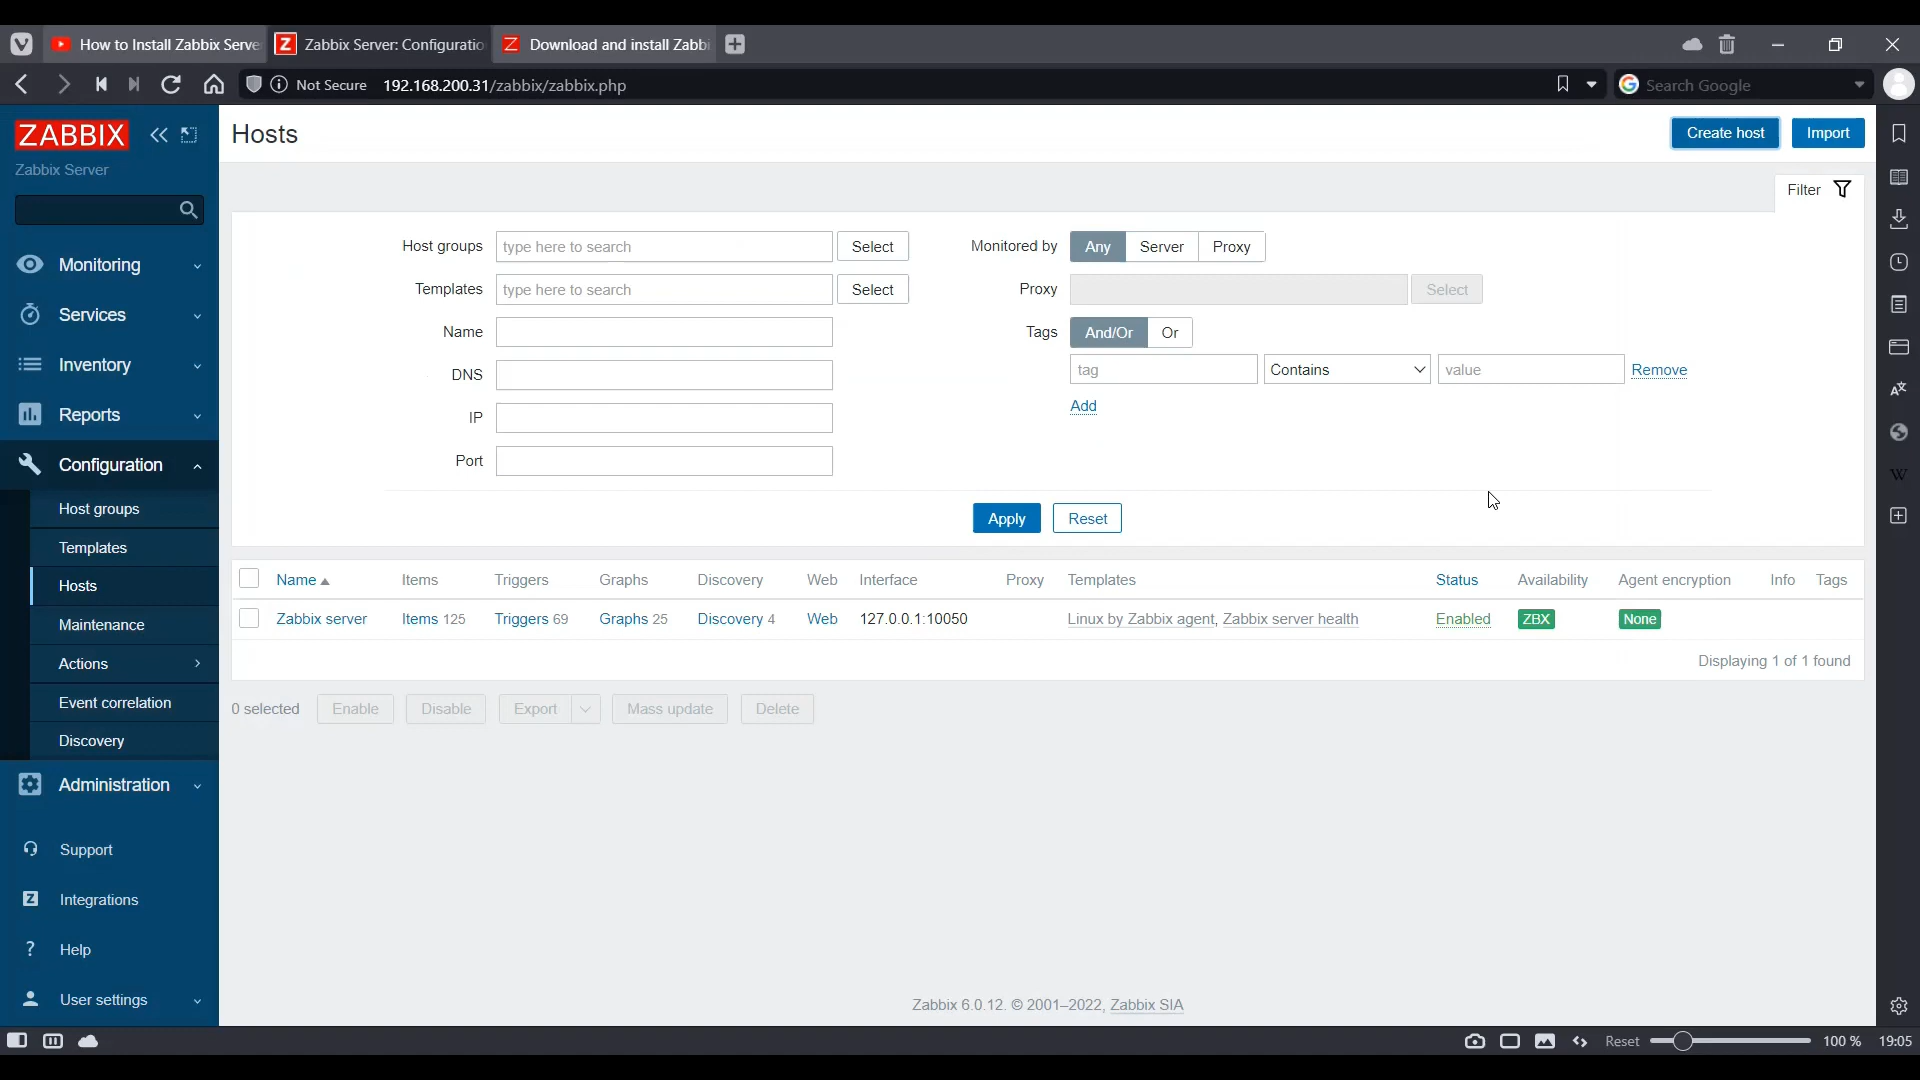 How to Install Zabbix Serve
Zabbix Server: Configuratio
Download and install Zabbi
Not Secure 192.168.200.31/zabbix/zabbix.php
Search Google
ZABBIX
Zabbix Server
Monitoring
Services
Inventory
Reports
Configuration
Host groups
Templates
Hosts
Maintenance
Actions
Event correlation
Discovery
Administration
Support
Integrations
Help
User settings
Hosts
Create host
Import
Filter
Host groups type here to search Select
Templates type here to search Select
Name
DNS
IP
Port
Monitored by Any Server Proxy
Proxy Select
Tags And/Or Or
tag Contains value Remove
Add
Apply Reset
Name Items Triggers Graphs Discovery Web Interface Proxy Templates Status Availability Agent encryption Info Tags
Zabbix server Items 125 Triggers 69 Graphs 25 Discovery 4 Web 127.0.0.1:10050 Linux by Zabbix agent, Zabbix server health Enabled ZBX None
Displaying 1 of 1 found
0 selected Enable Disable Export Mass update Delete
Zabbix 6.0.12. © 2001–2022, Zabbix SIA
Reset 100 % 19:05